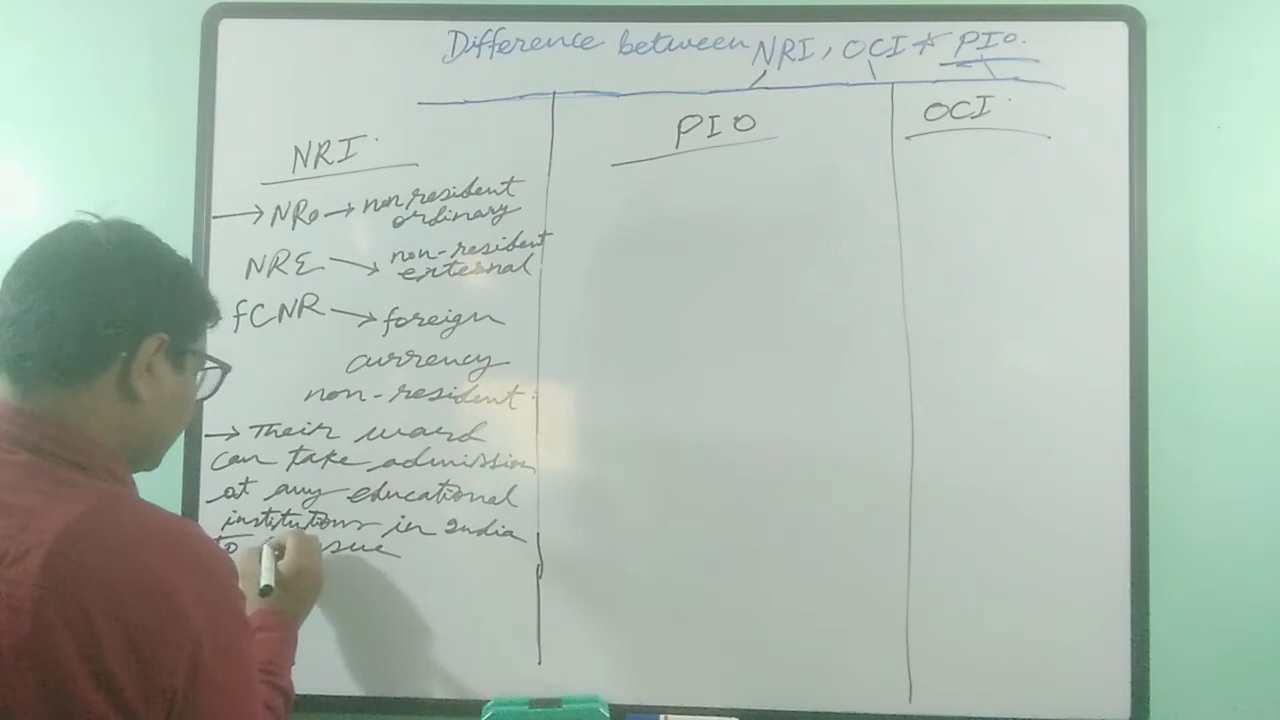 Difference between NRI, OCI & PIO.
NRI.
→ NRO → non resident
ordinary
NRE → non-resident
external
FCNR → foreign
currency
non-resident.
→ Their ward
can take admission
at any educational
institutions in India
to
PIO
OCI.